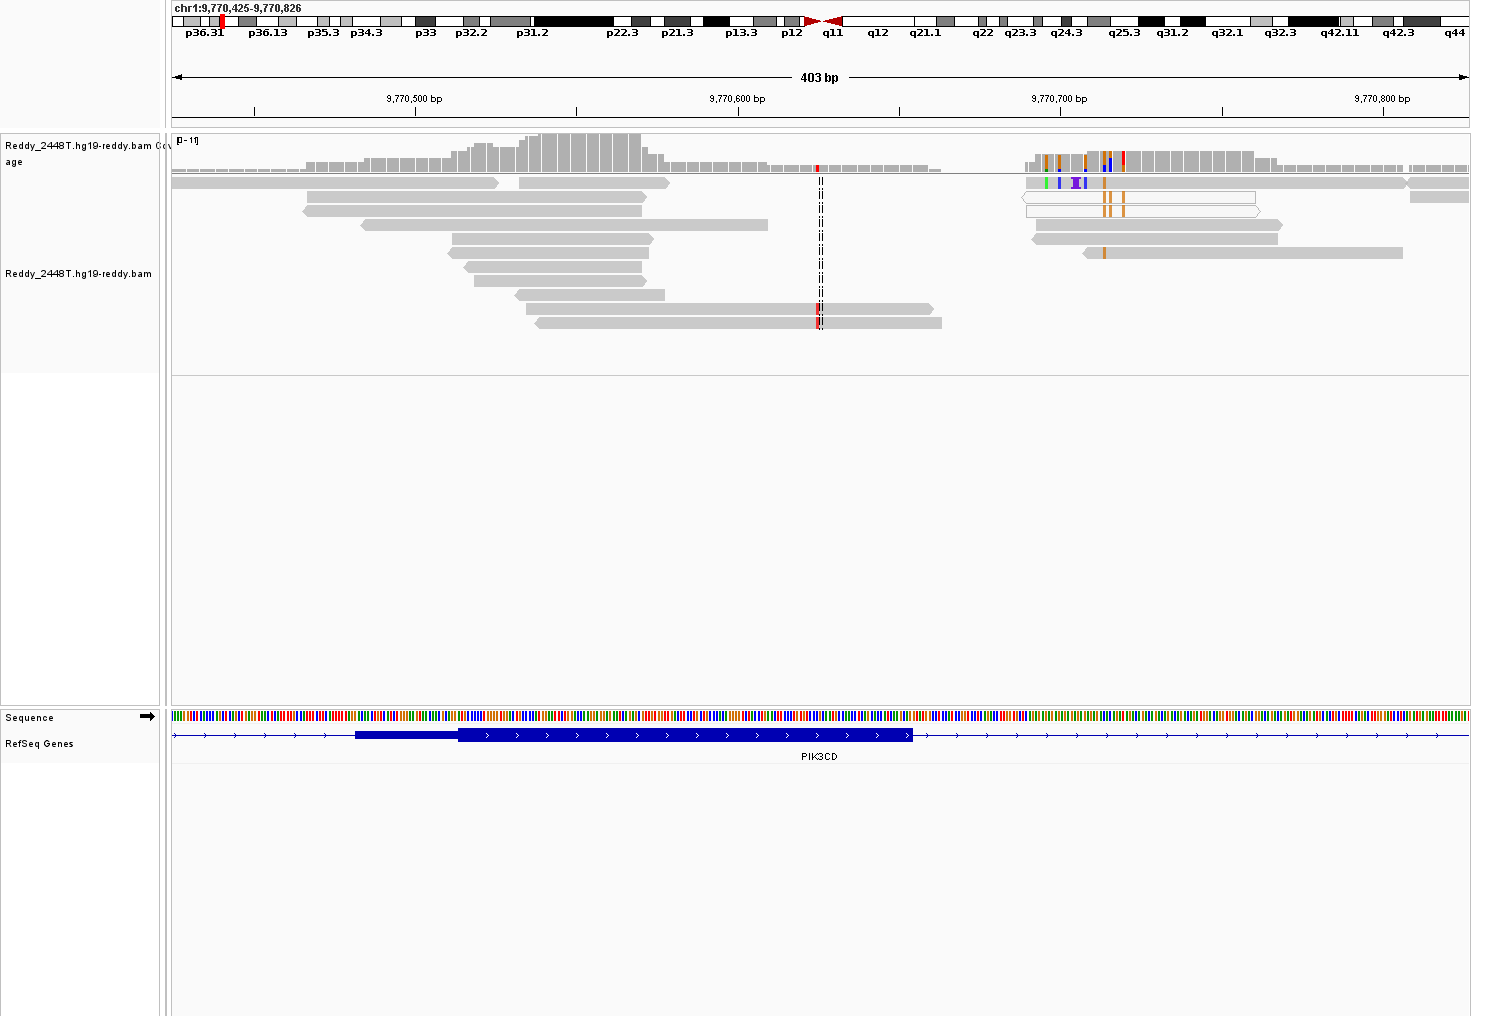 chr1:9,770,425-9,770,826
p36.31 p36.13 p35.3 p34.3 p33 p32.2 p31.2 p22.3 p21.3 p13.3 p12 q11 q12 q21.1 q22 q23.3 q24.3 q25.3 q31.2 q32.1 q32.3 q42.11 q42.3 q44
403 bp
9,770,500 bp 9,770,600 bp 9,770,700 bp 9,770,800 bp
[0 - 11]
Reddy_2448T.hg19-reddy.bam Cov
age
Reddy_2448T.hg19-reddy.bam
Sequence
RefSeq Genes
PIK3CD